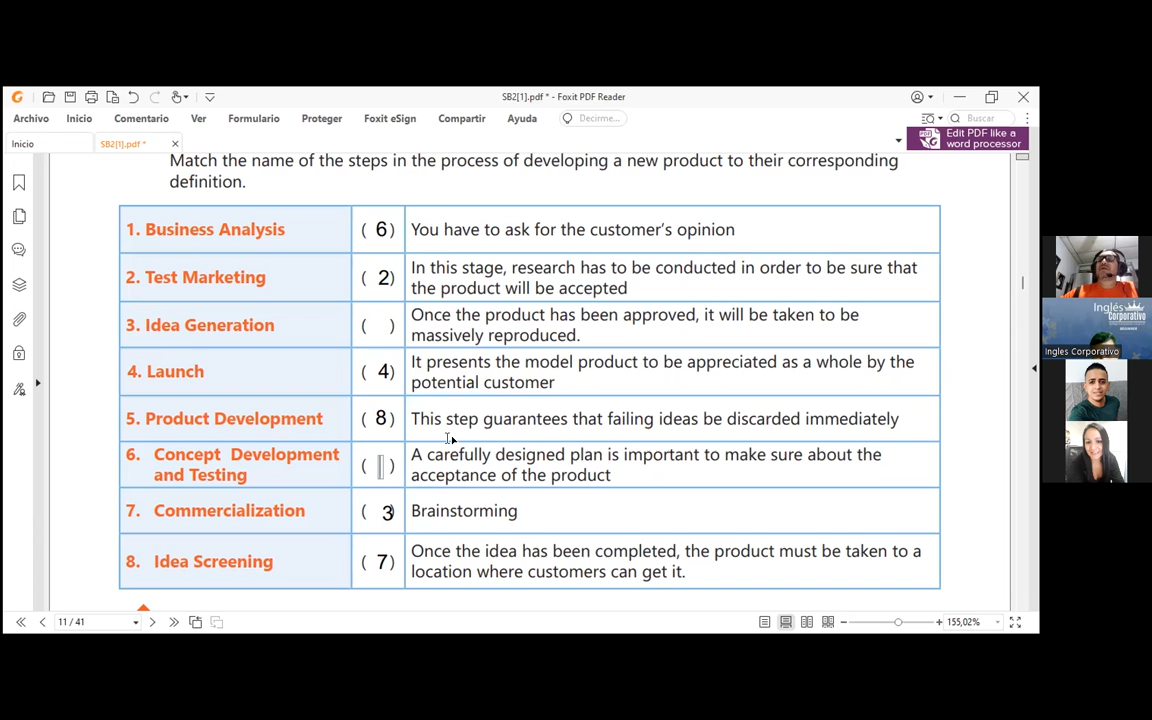 SB2[1].pdf * - Foxit PDF Reader
Archivo Inicio Comentario Ver Formulario Proteger Foxit eSign Compartir Ayuda Decirme... Buscar
Inicio SB2[1].pdf * Edit PDF like a
word processor
Match the name of the steps in the process of developing a new product to their corresponding
definition.
1. Business Analysis ( 6 ) You have to ask for the customer's opinion
2. Test Marketing ( 2 ) In this stage, research has to be conducted in order to be sure that
the product will be accepted
3. Idea Generation ( ) Once the product has been approved, it will be taken to be
massively reproduced.
4. Launch ( 4 ) It presents the model product to be appreciated as a whole by the
potential customer
5. Product Development ( 8 ) This step guarantees that failing ideas be discarded immediately
6. Concept Development
and Testing ( ) A carefully designed plan is important to make sure about the
acceptance of the product
7. Commercialization ( 3 ) Brainstorming
8. Idea Screening ( 7 ) Once the idea has been completed, the product must be taken to a
location where customers can get it.
11 / 41 155,02%
Inglés
Corporativo
Ingles Corporativo